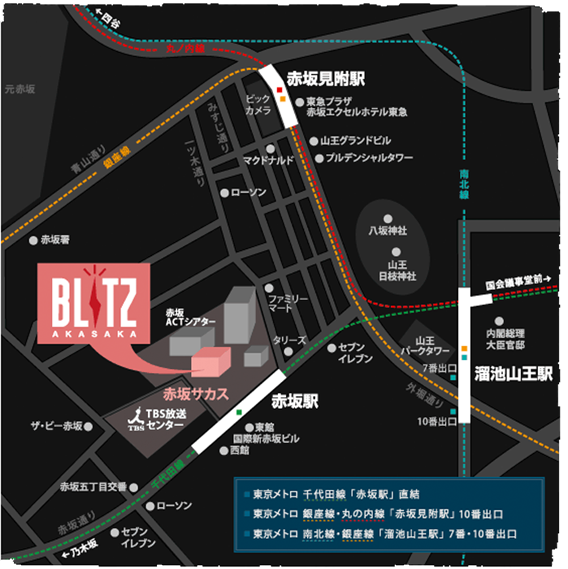 ←四谷
丸ノ内線
元赤坂
赤坂見附駅
ビック
カメラ
東急プラザ
赤坂エクセルホテル東急
みすじ通り
一ツ木通り
青山通り
銀座線
マクドナルド
山王グランドビル
プルデンシャルタワー
南北線
ローソン
八坂神社
赤坂署
山王
日枝神社
国会議事堂前→
BLITZ
AKASAKA
赤坂
ACTシアター
ファミリー
マート
タリーズ
セブン
イレブン
山王
パークタワー
内閣総理
大臣官邸
7番出口
溜池山王駅
赤坂サカス
赤坂駅
外堀通り
10番出口
TBS
TBS放送
センター
ザ・ビー赤坂
東館
国際新赤坂ビル
西館
千代田線
赤坂五丁目交番
ローソン
赤坂通り
セブン
イレブン
←乃木坂
東京メトロ 千代田線「赤坂駅」直結
東京メトロ 銀座線・丸の内線「赤坂見附駅」10番出口
東京メトロ 南北線・銀座線「溜池山王駅」7番・10番出口